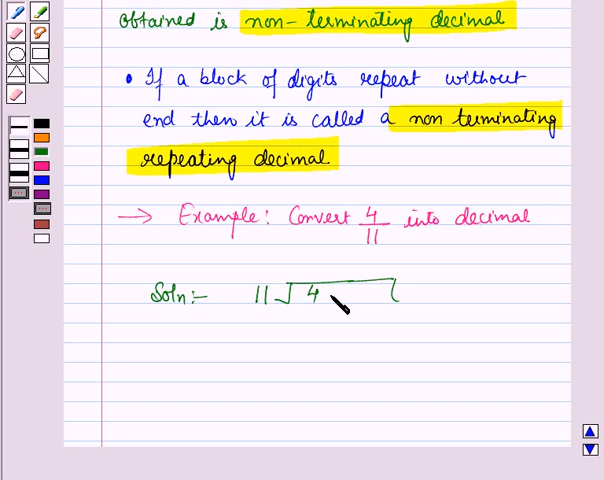 obtained is non-terminating decimal
• If a block of digits repeat without
end then it is called a non terminating
repeating decimal.
→ Example: Convert 4/11 into decimal
Soln:- 11√4